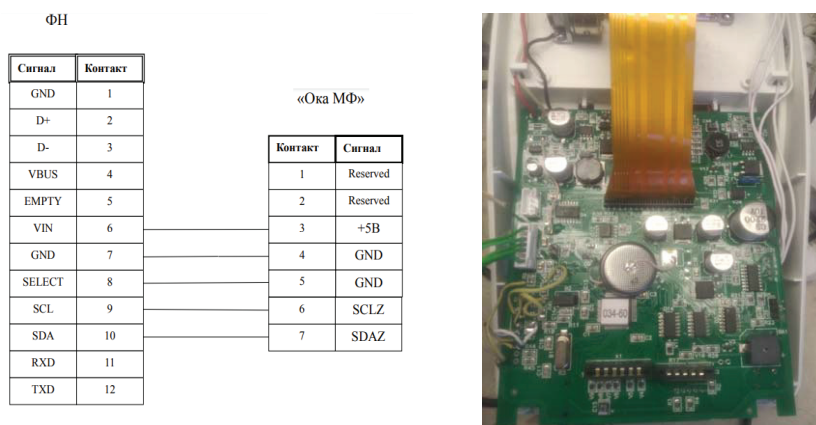 ФН
Сигнал Контакт
GND 1
D+ 2
D- 3
VBUS 4
EMPTY 5
VIN 6
GND 7
SELECT 8
SCL 9
SDA 10
RXD 11
TXD 12
«Ока МФ»
Контакт Сигнал
1 Reserved
2 Reserved
3 +5В
4 GND
5 GND
6 SCLZ
7 SDAZ
034-60